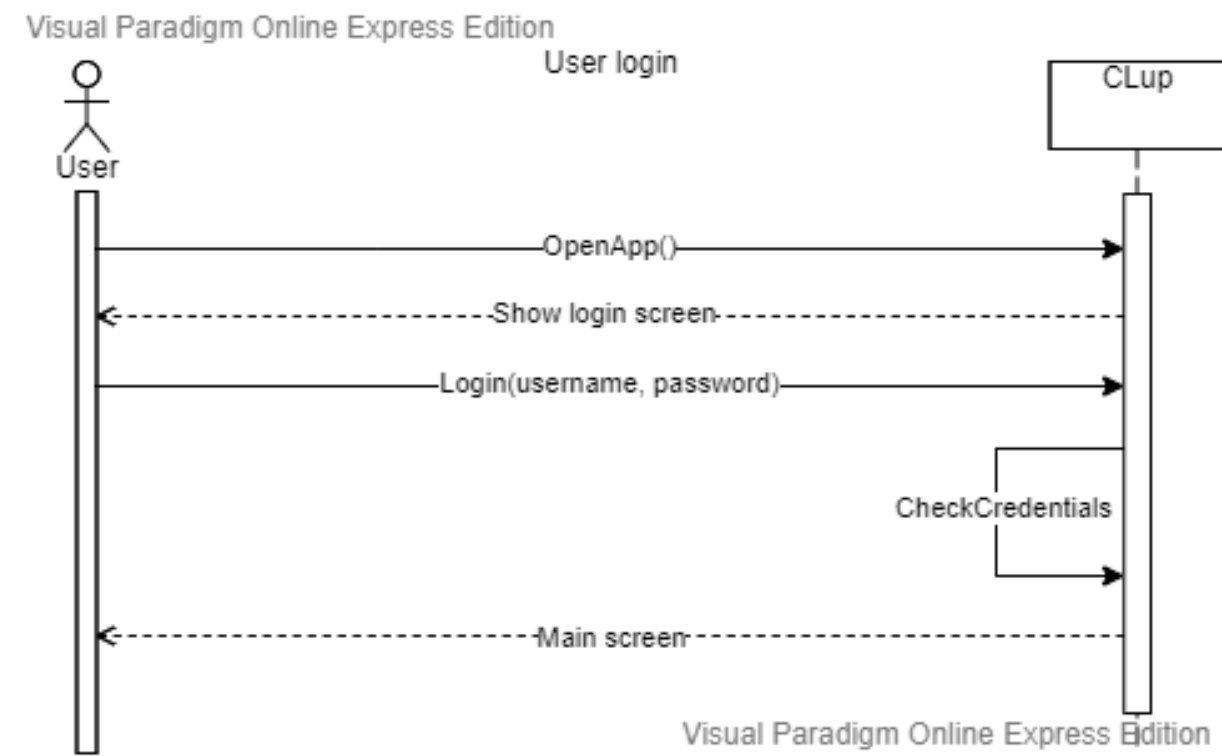 Visual Paradigm Online Express Edition
User login
CLup
User
OpenApp()
Show login screen
Login(username, password)
CheckCredentials
Main screen
Visual Paradigm Online Express Edition